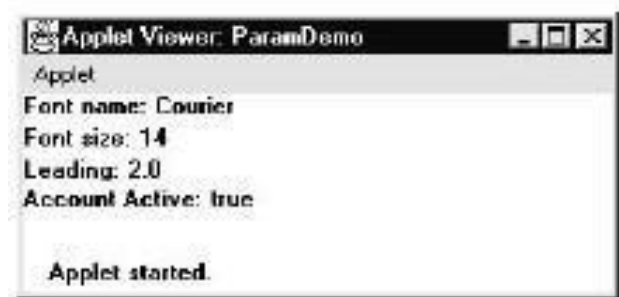 Applet Viewer: ParamDemo
Applet
Font name: Courier
Font size: 14
Leading: 2.0
Account Active: true
Applet started.